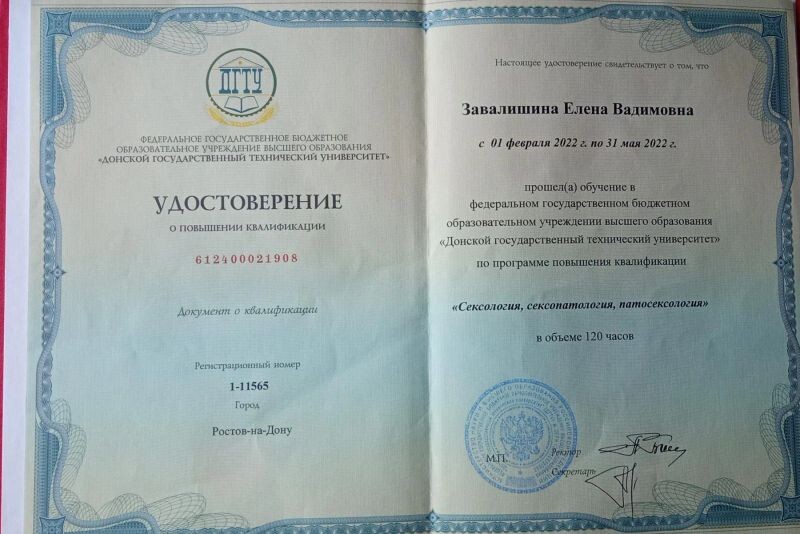 ДГТУ
ФЕДЕРАЛЬНОЕ ГОСУДАРСТВЕННОЕ БЮДЖЕТНОЕ
ОБРАЗОВАТЕЛЬНОЕ УЧРЕЖДЕНИЕ ВЫСШЕГО ОБРАЗОВАНИЯ
«ДОНСКОЙ ГОСУДАРСТВЕННЫЙ ТЕХНИЧЕСКИЙ УНИВЕРСИТЕТ»
УДОСТОВЕРЕНИЕ
О ПОВЫШЕНИИ КВАЛИФИКАЦИИ
612400021908
Документ о квалификации
Регистрационный номер
1-11565
Город
Ростов-на-Дону
Настоящее удостоверение свидетельствует о том, что
Завалишина Елена Вадимовна
с 01 февраля 2022 г. по 31 мая 2022 г.
прошел(а) обучение в
федеральном государственном бюджетном
образовательном учреждении высшего образования
«Донской государственный технический университет»
по программе повышения квалификации
«Сексология, сексопатология, патосексология»
в объеме 120 часов
М.П.
Ректор
Секретарь